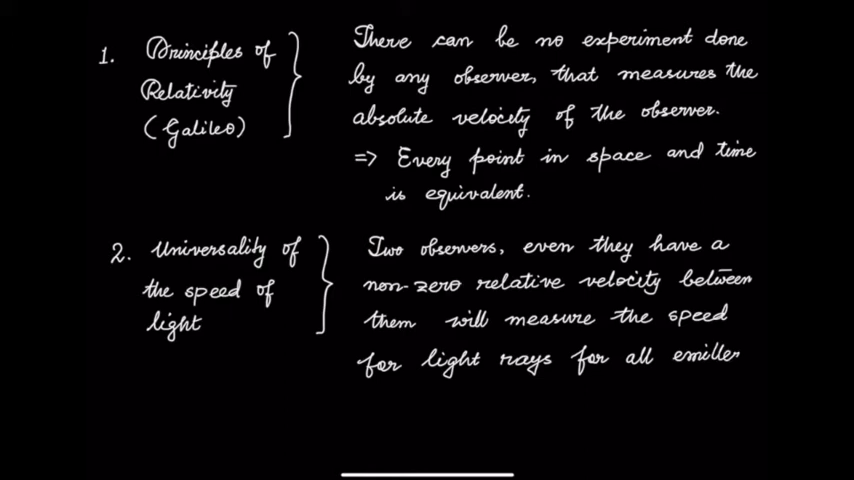 1. Principles of
Relativity
(Galileo)
There can be no experiment done
by any observer, that measures the
absolute velocity of the observer.
=> Every point in space and time
is equivalent.
2. Universality of
the speed of
light
Two observers, even they have a
non-zero relative velocity between
them will measure the speed
for light rays for all emitter